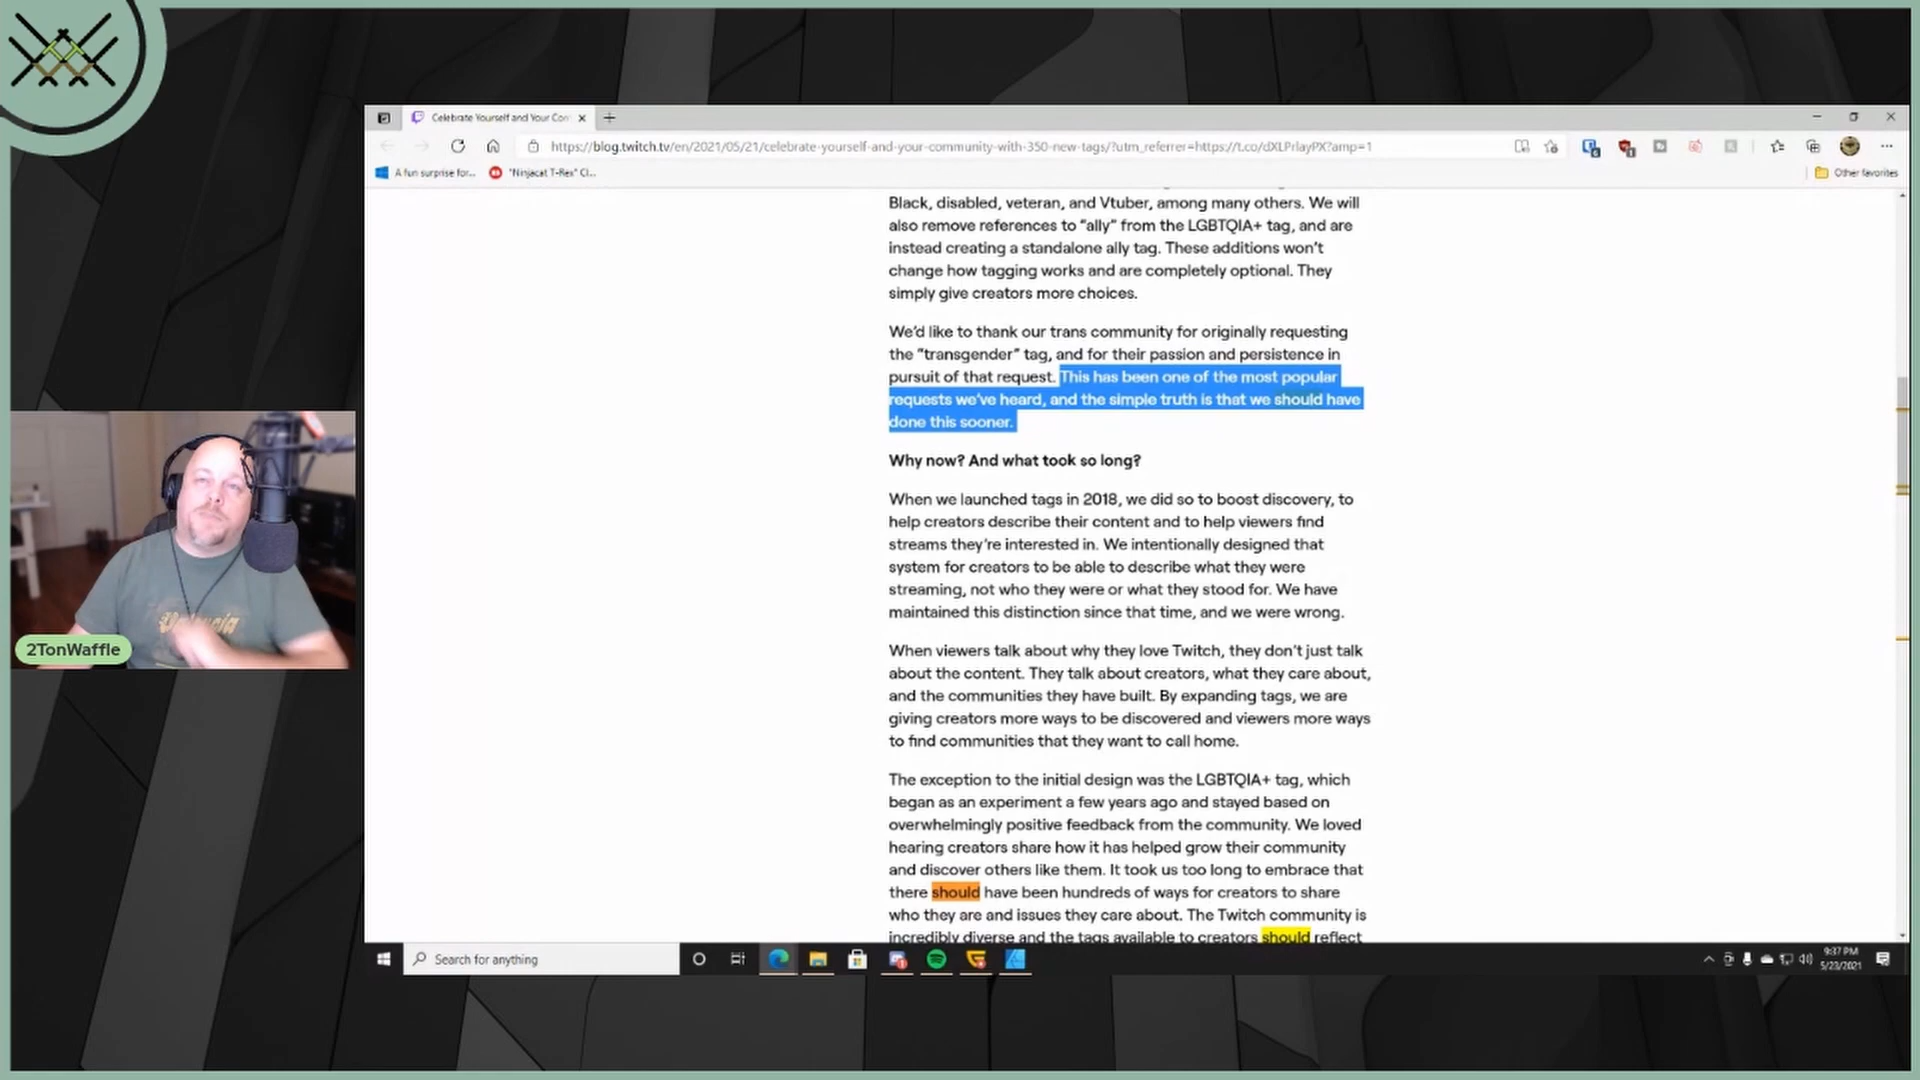 Celebrate Yourself and Your Com
https://blog.twitch.tv/en/2021/05/21/celebrate-yourself-and-your-community-with-350-new-tags/?utm_referrer=https://t.co/dXLPrlayPX?amp=1
A fun surprise for...
"Ninjacat T-Rex" Cl...
Other favorites
Black, disabled, veteran, and Vtuber, among many others. We will
also remove references to “ally” from the LGBTQIA+ tag, and are
instead creating a standalone ally tag. These additions won’t
change how tagging works and are completely optional. They
simply give creators more choices.
We’d like to thank our trans community for originally requesting
the “transgender” tag, and for their passion and persistence in
pursuit of that request. This has been one of the most popular
requests we’ve heard, and the simple truth is that we should have
done this sooner.
Why now? And what took so long?
When we launched tags in 2018, we did so to boost discovery, to
help creators describe their content and to help viewers find
streams they’re interested in. We intentionally designed that
system for creators to be able to describe what they were
streaming, not who they were or what they stood for. We have
maintained this distinction since that time, and we were wrong.
When viewers talk about why they love Twitch, they don’t just talk
about the content. They talk about creators, what they care about,
and the communities they have built. By expanding tags, we are
giving creators more ways to be discovered and viewers more ways
to find communities that they want to call home.
The exception to the initial design was the LGBTQIA+ tag, which
began as an experiment a few years ago and stayed based on
overwhelmingly positive feedback from the community. We loved
hearing creators share how it has helped grow their community
and discover others like them. It took us too long to embrace that
there should have been hundreds of ways for creators to share
who they are and issues they care about. The Twitch community is
incredibly diverse and the tags available to creators should reflect
2TonWaffle
Search for anything
9:37 PM
5/23/2021